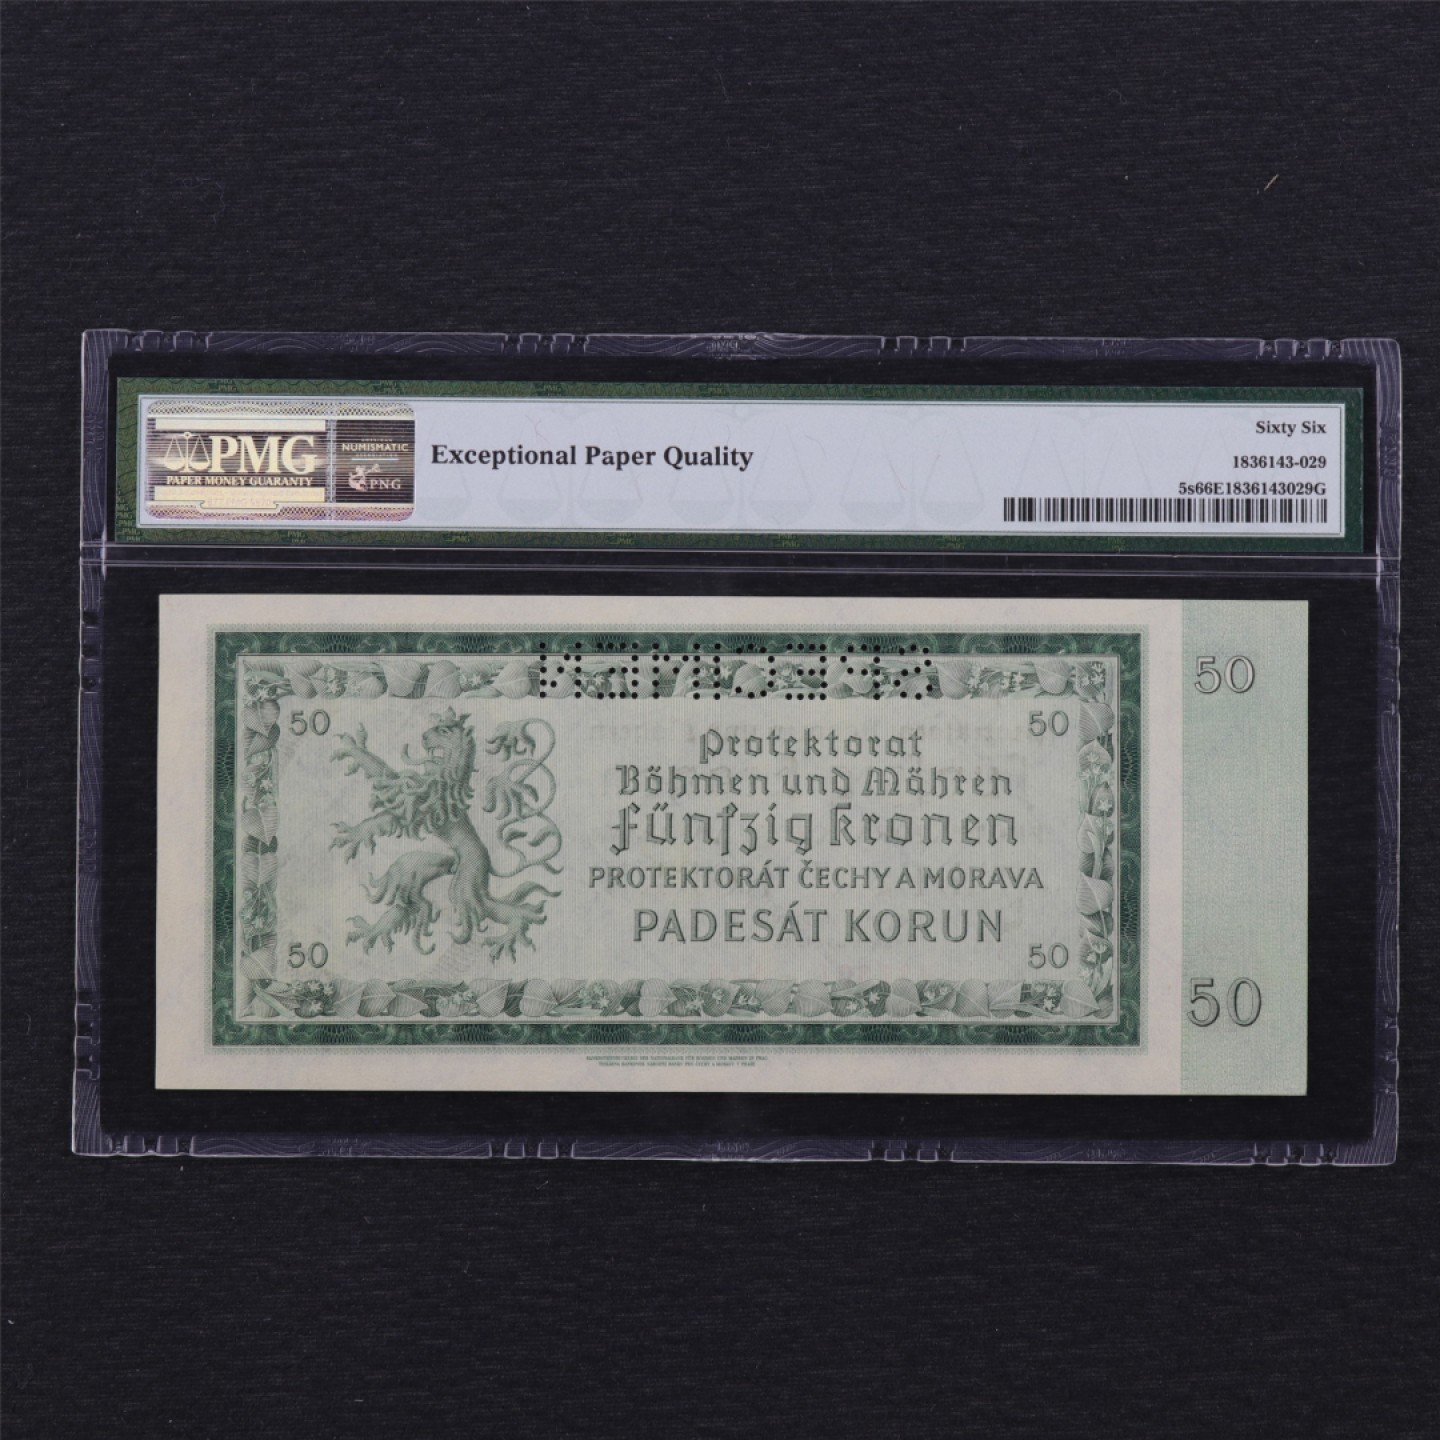 PMG
PAPER MONEY GUARANTY
NUMISMATIC
PNG
Exceptional Paper Quality
Sixty Six
1836143-029
5s66E1836143029G
SPECIMEN
50
50
50
Protektorat
Böhmen und Mähren
Fünfzig Kronen
PROTEKTORÁT ČECHY A MORAVA
PADESÁT KORUN
50
50
50